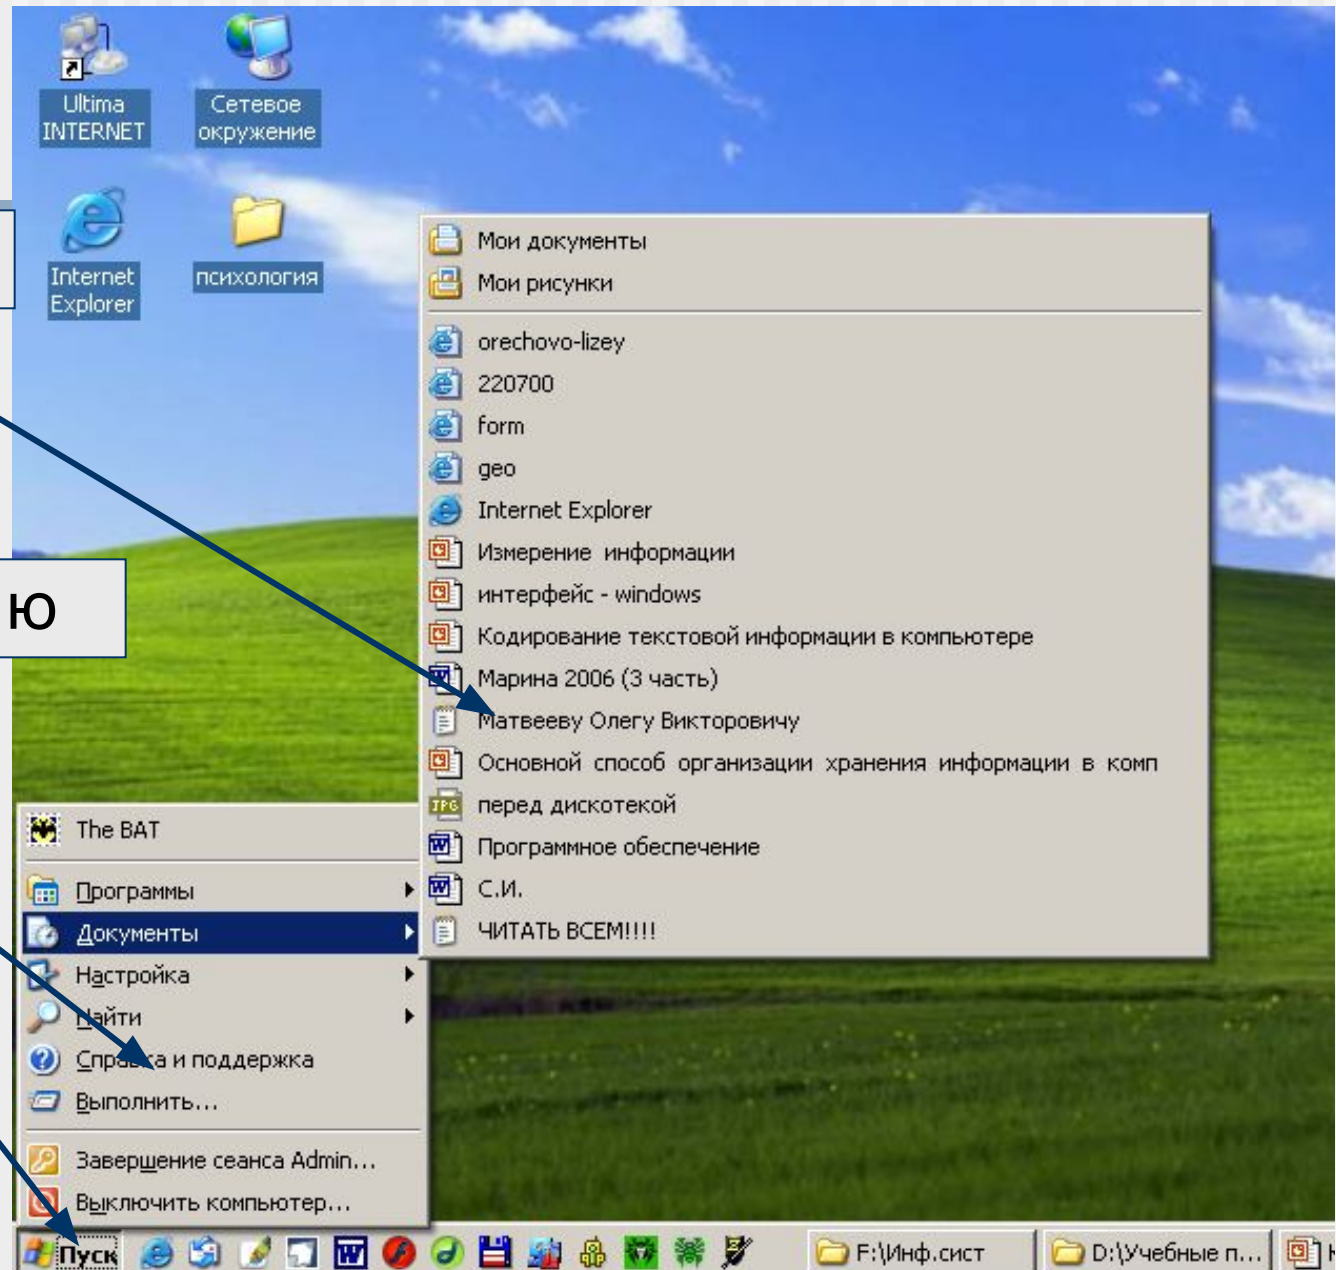 Ultima
INTERNET
Сетевое
окружение
Internet
Explorer
психология
ю
Мои документы
Мои рисунки
orechovo-lizey
220700
form
geo
Internet Explorer
Измерение информации
интерфейс - windows
Кодирование текстовой информации в компьютере
Марина 2006 (3 часть)
Матвееву Олегу Викторовичу
Основной способ организации хранения информации в комп
перед дискотекой
Программное обеспечение
С.И.
ЧИТАТЬ ВСЕМ!!!!
The BAT
Программы
Документы
Настройка
Найти
Справка и поддержка
Выполнить...
Завершение сеанса Admin...
Выключить компьютер...
Пуск
F:\Инф.сист
D:\Учебные п...